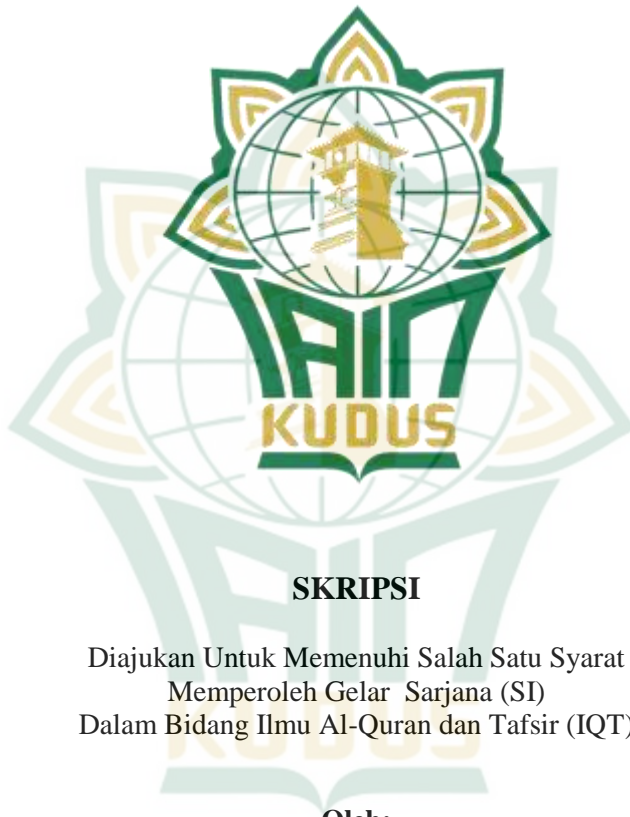 IAIN
KUDUS
SKRIPSI
Diajukan Untuk Memenuhi Salah Satu Syarat
Memperoleh Gelar Sarjana (SI)
Dalam Bidang Ilmu Al-Quran dan Tafsir (IQT)